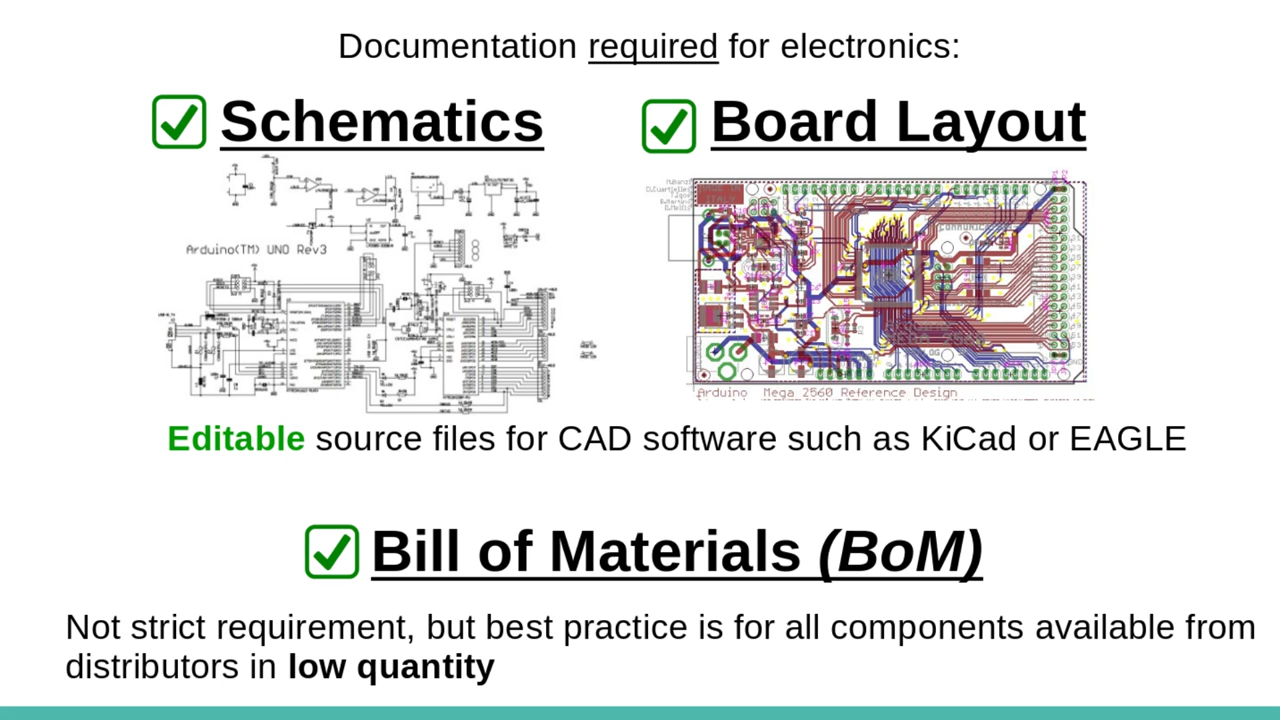 Documentation required for electronics:
Schematics
Board Layout
Arduino(TM) UNO Rev3
Arduino Mega 2560 Reference Design
Editable source files for CAD software such as KiCad or EAGLE
Bill of Materials (BoM)
Not strict requirement, but best practice is for all components available from
distributors in low quantity